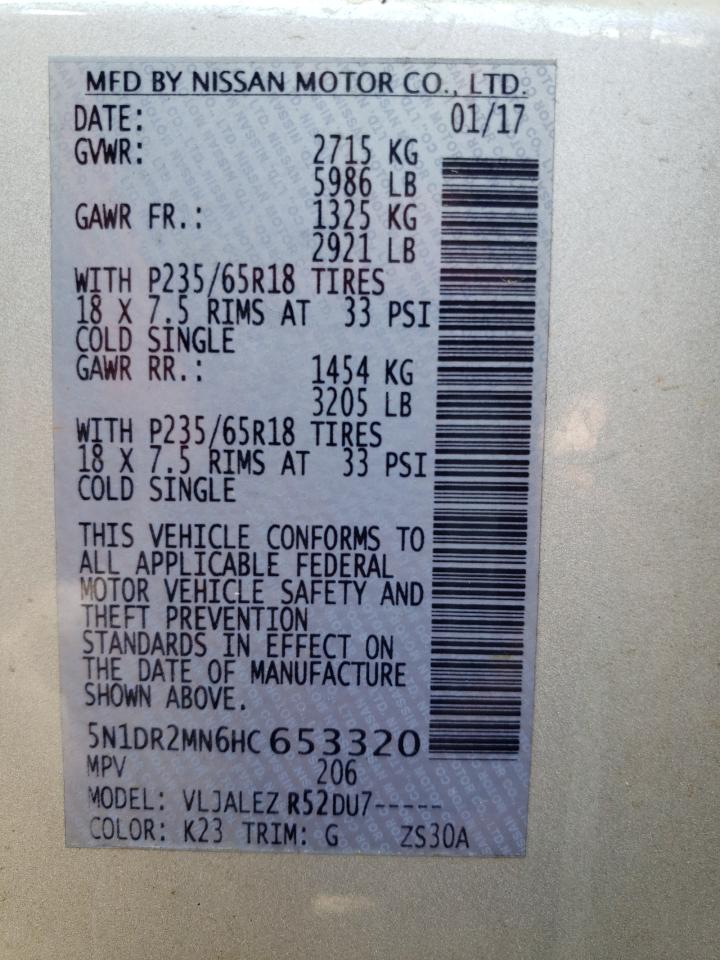 MFD BY NISSAN MOTOR CO., LTD.
DATE: 01/17
GVWR: 2715 KG
5986 LB
GAWR FR.: 1325 KG
2921 LB
WITH P235/65R18 TIRES
18 X 7.5 RIMS AT 33 PSI
COLD SINGLE
GAWR RR.: 1454 KG
3205 LB
WITH P235/65R18 TIRES
18 X 7.5 RIMS AT 33 PSI
COLD SINGLE
THIS VEHICLE CONFORMS TO
ALL APPLICABLE FEDERAL
MOTOR VEHICLE SAFETY AND
THEFT PREVENTION
STANDARDS IN EFFECT ON
THE DATE OF MANUFACTURE
SHOWN ABOVE.
5N1DR2MN6HC653320
MPV 206
MODEL: VLJALEZ R52DU7-----
COLOR: K23 TRIM: G ZS30A